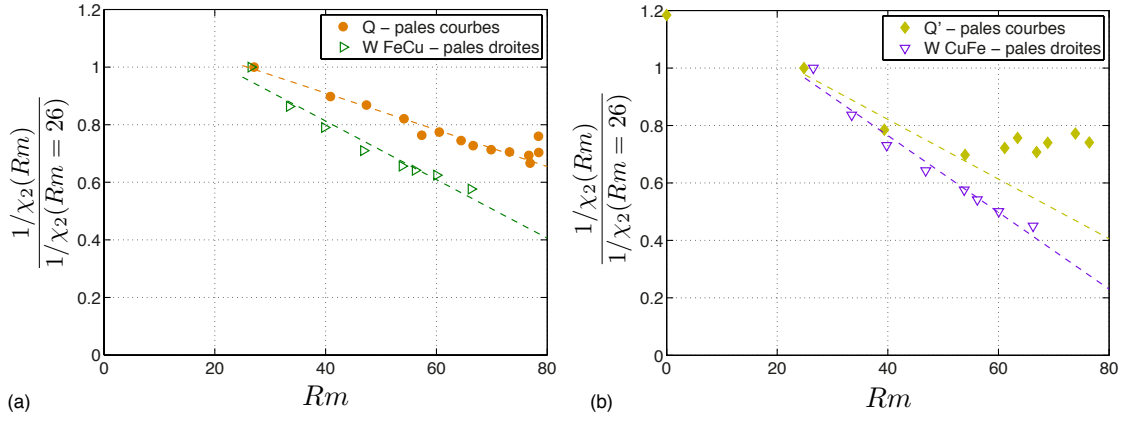 1.2
1
0.8
0.6
0.4
0.2
0
0 20 40 60 80
Q – pales courbes
W FeCu – pales droites
1/χ₂(Rm)
1/χ₂(Rm = 26)
Rm
(a)
1.2
1
0.8
0.6
0.4
0.2
0
0 20 40 60 80
Q' – pales courbes
W CuFe – pales droites
1/χ₂(Rm)
1/χ₂(Rm = 26)
Rm
(b)